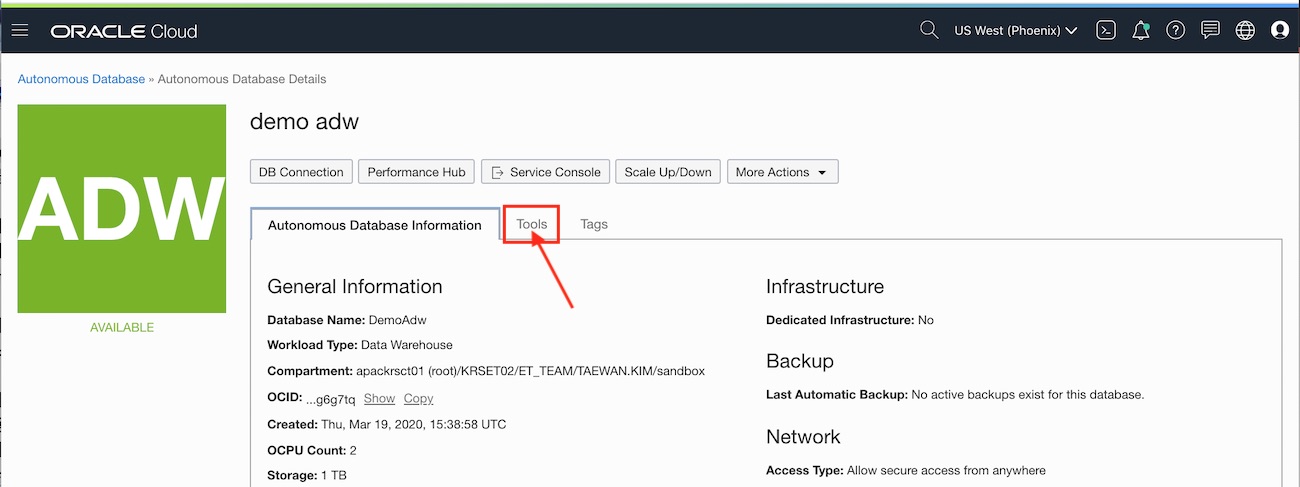 ORACLE Cloud
US West (Phoenix)
Autonomous Database » Autonomous Database Details
ADW
AVAILABLE
demo adw
DB Connection Performance Hub Service Console Scale Up/Down More Actions
Autonomous Database Information Tools Tags
General Information
Database Name: DemoAdw
Workload Type: Data Warehouse
Compartment: apackrsct01 (root)/KRSET02/ET_TEAM/TAEWAN.KIM/sandbox
OCID: ...g6g7tq Show Copy
Created: Thu, Mar 19, 2020, 15:38:58 UTC
OCPU Count: 2
Storage: 1 TB
Infrastructure
Dedicated Infrastructure: No
Backup
Last Automatic Backup: No active backups exist for this database.
Network
Access Type: Allow secure access from anywhere